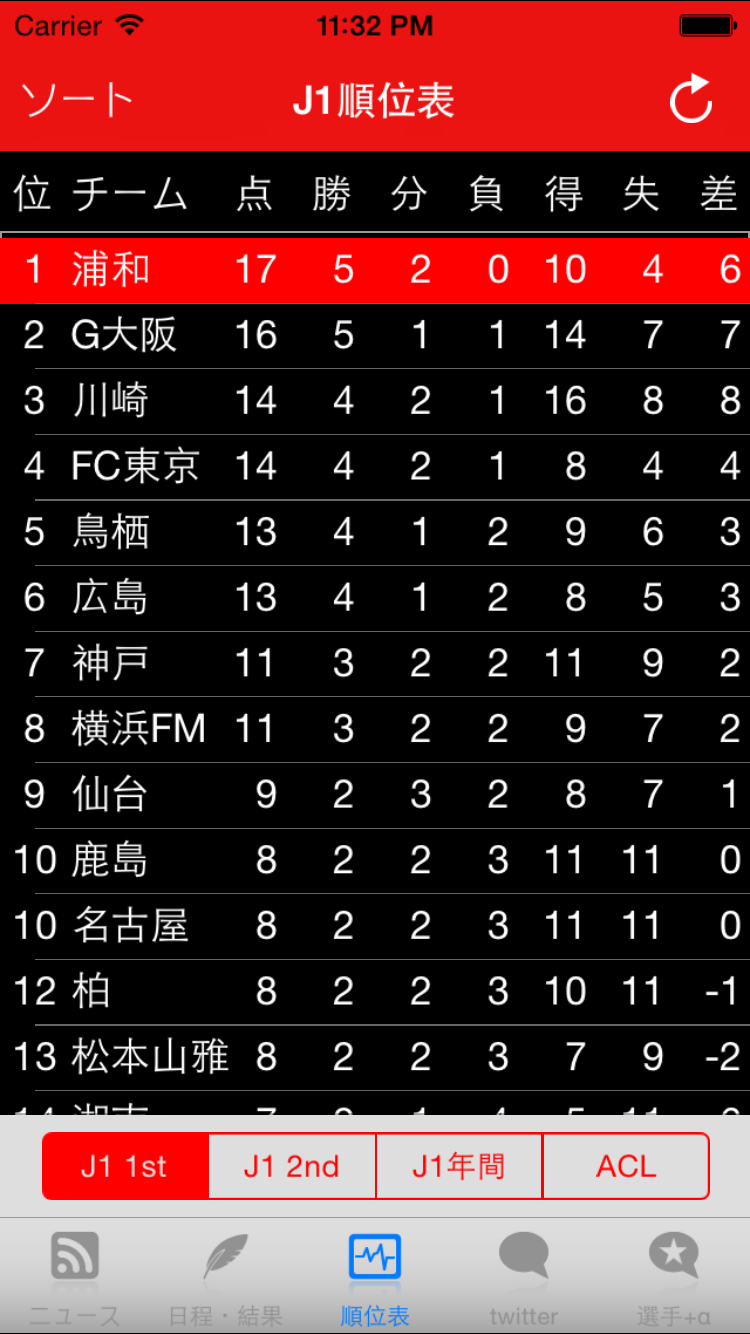 Carrier 11:32 PM
ソート J1順位表
位 チーム 点 勝 分 負 得 失 差
1 浦和 17 5 2 0 10 4 6
2 G大阪 16 5 1 1 14 7 7
3 川崎 14 4 2 1 16 8 8
4 FC東京 14 4 2 1 8 4 4
5 鳥栖 13 4 1 2 9 6 3
6 広島 13 4 1 2 8 5 3
7 神戸 11 3 2 2 11 9 2
8 横浜FM 11 3 2 2 9 7 2
9 仙台 9 2 3 2 8 7 1
10 鹿島 8 2 2 3 11 11 0
10 名古屋 8 2 2 3 11 11 0
12 柏 8 2 2 3 10 11 -1
13 松本山雅 8 2 2 3 7 9 -2
J1 1st J1 2nd J1年間 ACL
ニュース 日程・結果 順位表 twitter 選手+α